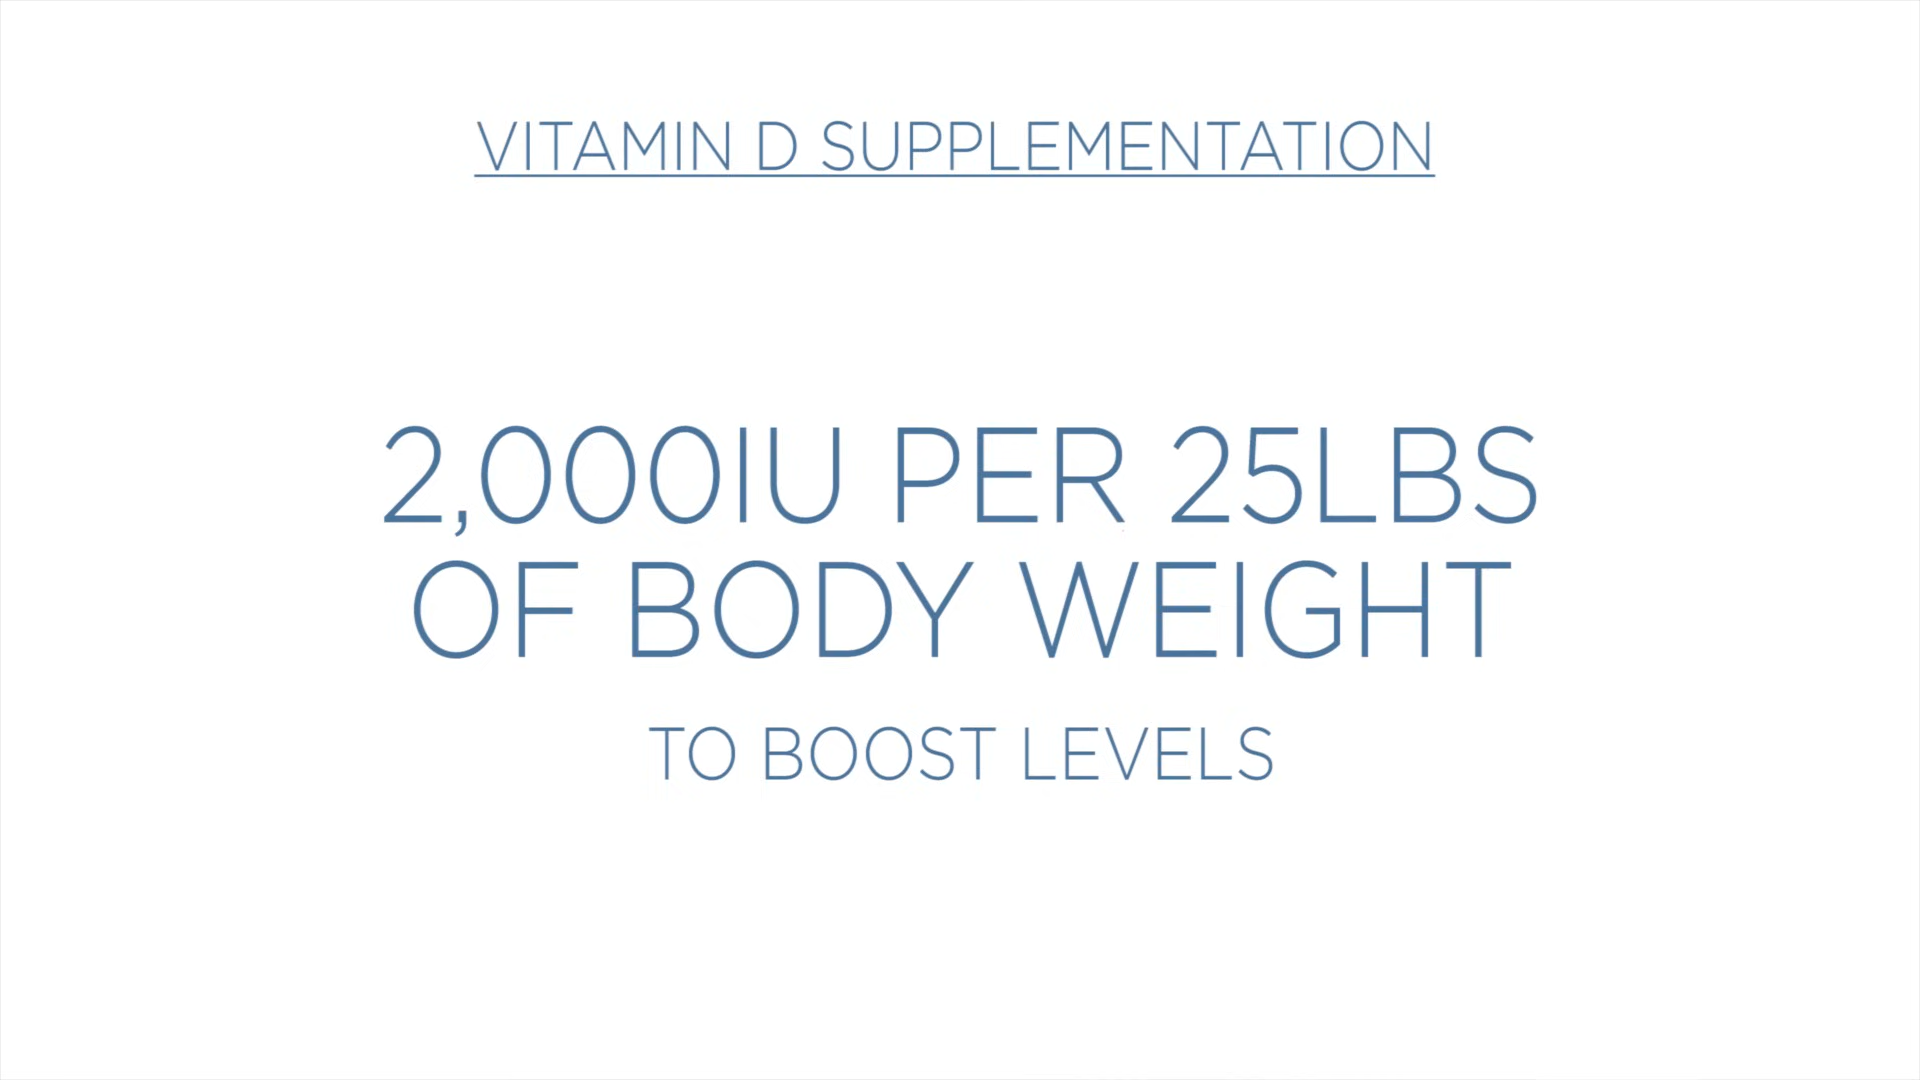 VITAMIN D SUPPLEMENTATION
2,000IU PER 25LBS
OF BODY WEIGHT
TO BOOST LEVELS